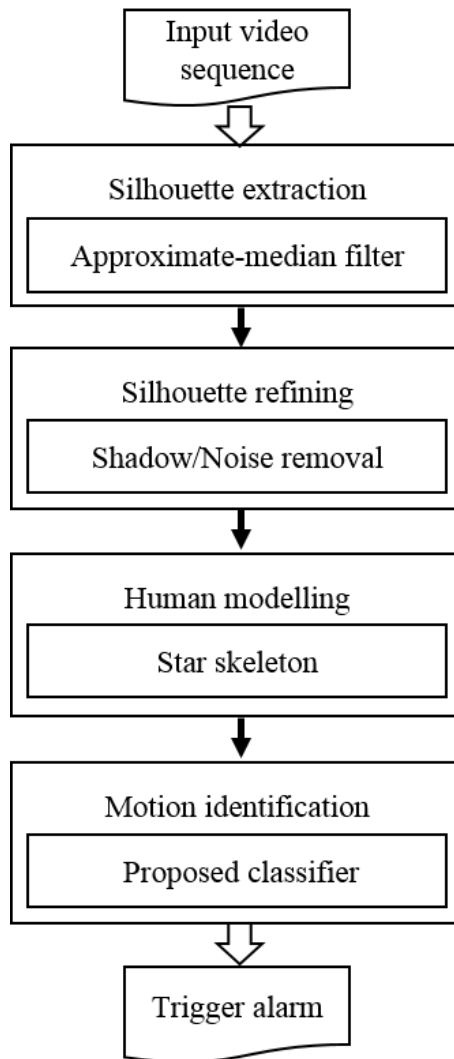 Input video
sequence
Silhouette extraction
Approximate-median filter
Silhouette refining
Shadow/Noise removal
Human modelling
Star skeleton
Motion identification
Proposed classifier
Trigger alarm